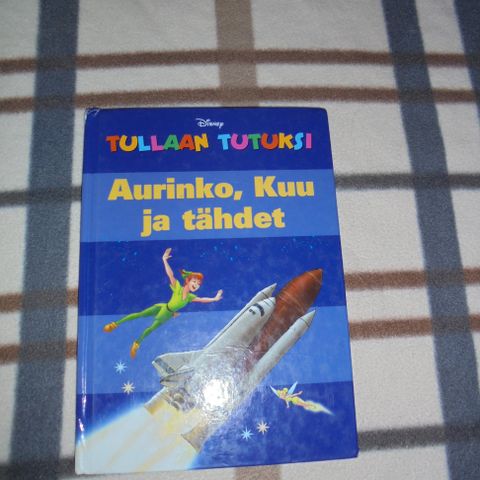 Disney
TULLAAN TUTUKSI
Aurinko, Kuu
ja tähdet